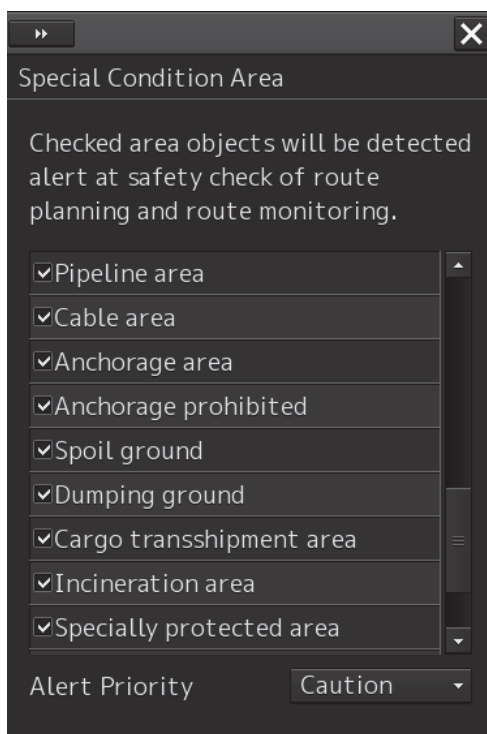 Special Condition Area
Checked area objects will be detected
alert at safety check of route
planning and route monitoring.
Pipeline area
Cable area
Anchorage area
Anchorage prohibited
Spoil ground
Dumping ground
Cargo transshipment area
Incineration area
Specially protected area
Alert Priority Caution